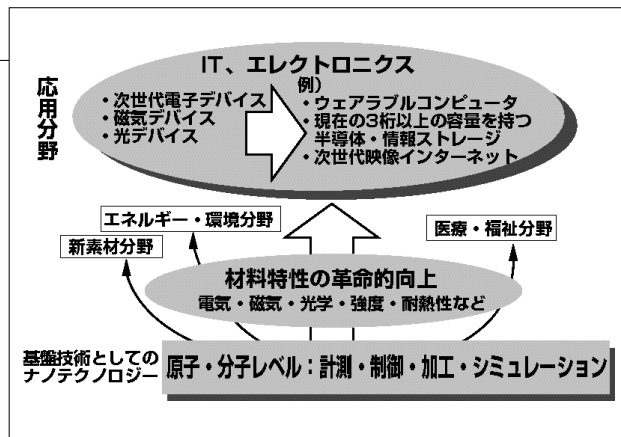 応用分野
IT、エレクトロニクス
・次世代電子デバイス
・磁気デバイス
・光デバイス
例）
・ウェアラブルコンピュータ
・現在の3桁以上の容量を持つ
半導体・情報ストレージ
・次世代映像インターネット
エネルギー・環境分野
新素材分野
医療・福祉分野
材料特性の革命的向上
電気・磁気・光学・強度・耐熱性など
基盤技術としての
ナノテクノロジー
原子・分子レベル：計測・制御・加工・シミュレーション